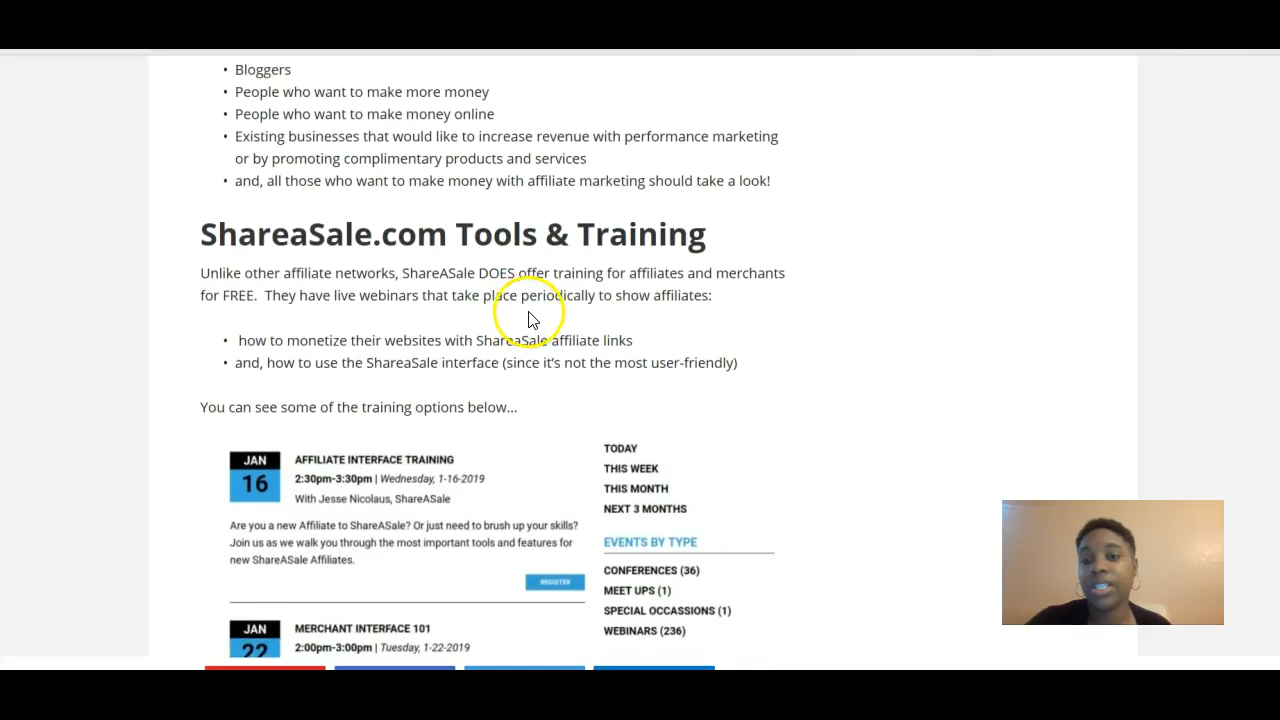 • Bloggers
• People who want to make more money
• People who want to make money online
• Existing businesses that would like to increase revenue with performance marketing
or by promoting complimentary products and services
• and, all those who want to make money with affiliate marketing should take a look!
ShareaSale.com Tools & Training
Unlike other affiliate networks, ShareASale DOES offer training for affiliates and merchants
for FREE. They have live webinars that take place periodically to show affiliates:
• how to monetize their websites with ShareaSale affiliate links
• and, how to use the ShareaSale interface (since it's not the most user-friendly)
You can see some of the training options below...
JAN
16
AFFILIATE INTERFACE TRAINING
2:30pm-3:30pm | Wednesday, 1-16-2019
With Jesse Nicolaus, ShareASale
Are you a new Affiliate to ShareASale? Or just need to brush up your skills?
Join us as we walk you through the most important tools and features for
new ShareASale Affiliates.
REGISTER
JAN
22
MERCHANT INTERFACE 101
2:00pm-3:00pm | Tuesday, 1-22-2019
TODAY
THIS WEEK
THIS MONTH
NEXT 3 MONTHS
EVENTS BY TYPE
CONFERENCES (36)
MEET UPS (1)
SPECIAL OCCASSIONS (1)
WEBINARS (236)